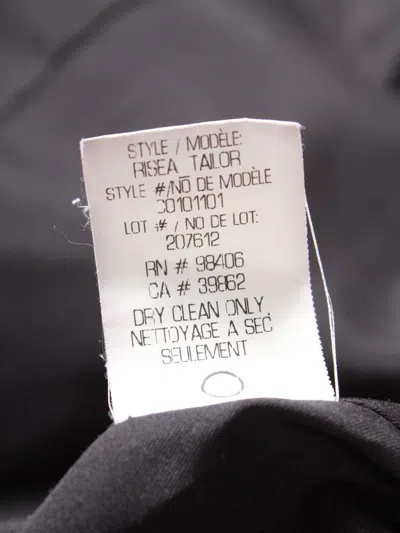 STYLE / MODÈLE:
RISEA TAILOR
STYLE #/NO DE MODÈLE
C0101101
LOT :# / NO DE LOT:
207612
RN # 98406
CA # 39862
DRY CLEAN ONLY,
NETTOYAGE A SEC
SEULEMENT